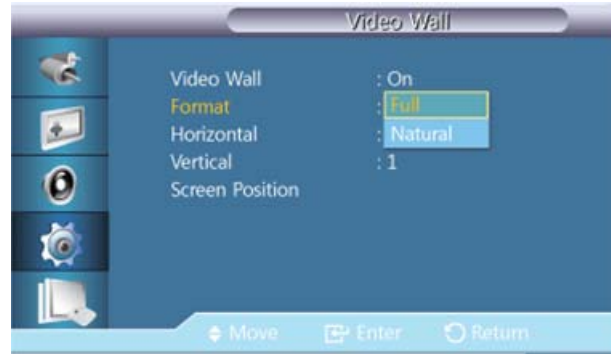 Video Wall
Video Wall : On
Format : Full
Horizontal : Natural
Vertical : 1
Screen Position
Move Enter Return